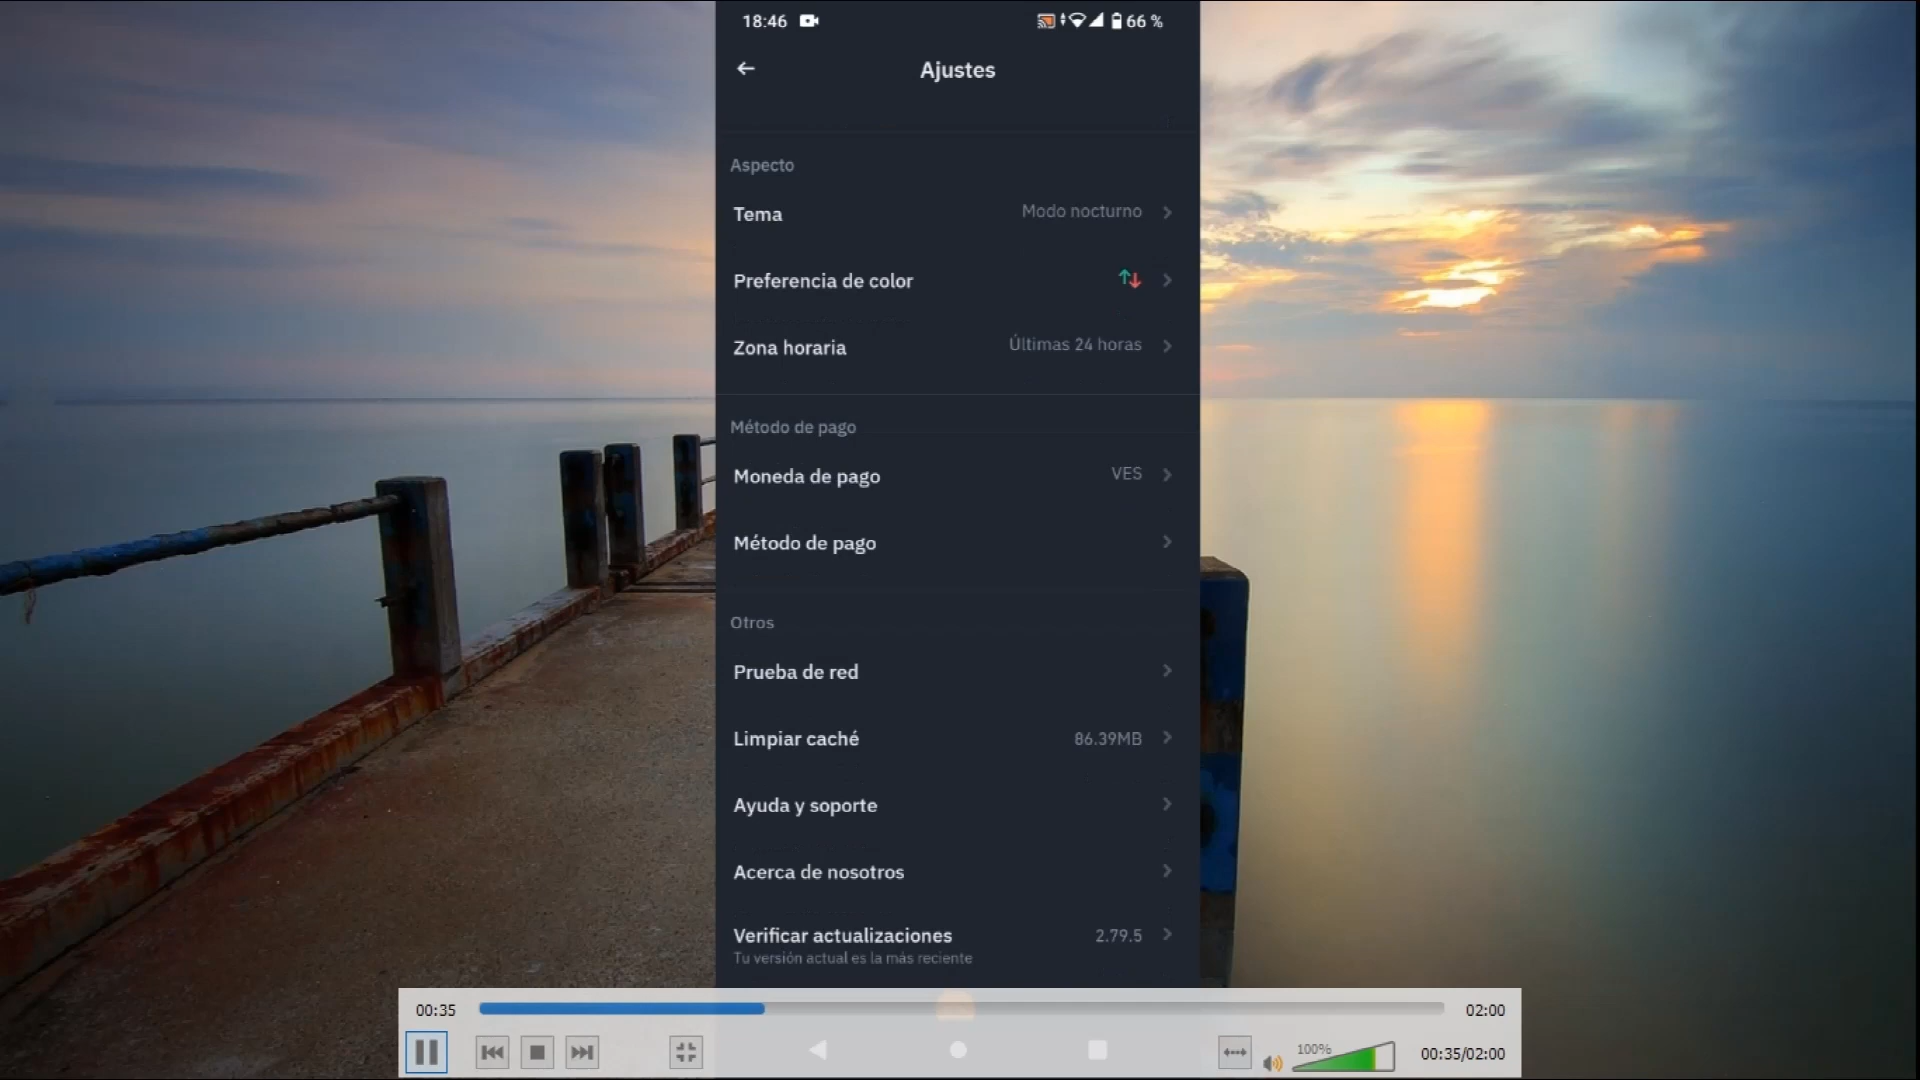 18:46 66 %
Ajustes
Aspecto
Tema Modo nocturno
Preferencia de color
Zona horaria Últimas 24 horas
Método de pago
Moneda de pago VES
Método de pago
Otros
Prueba de red
Limpiar caché 86.39MB
Ayuda y soporte
Acerca de nosotros
Verificar actualizaciones 2.79.5
Tu versión actual es la más reciente
00:35 02:00
100% 00:35/02:00